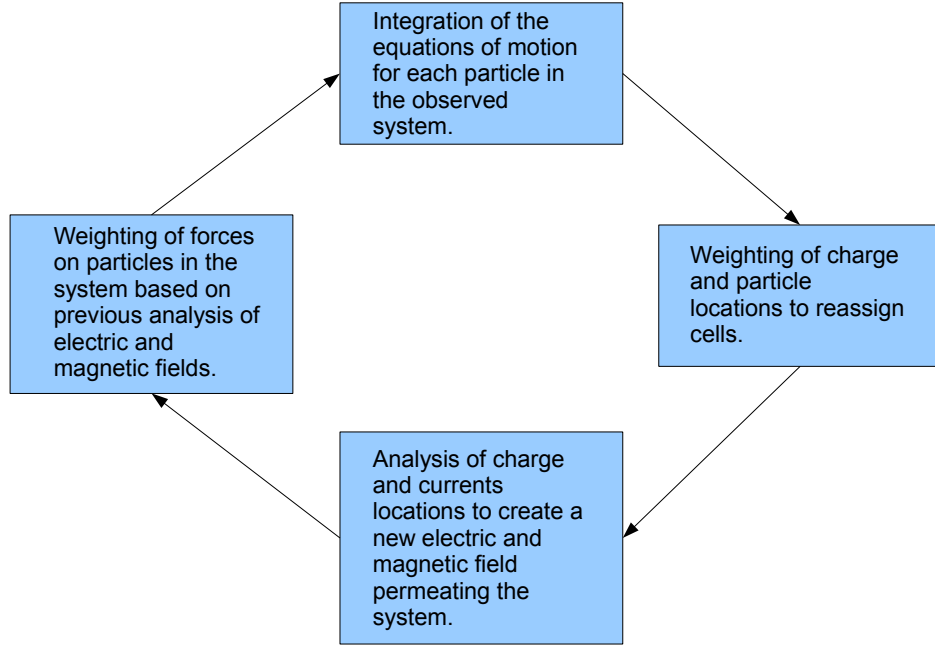 Integration of the
equations of motion
for each particle in
the observed
system.
Weighting of forces
on particles in the
system based on
previous analysis of
electric and
magnetic fields.
Weighting of charge
and particle
locations to reassign
cells.
Analysis of charge
and currents
locations to create a
new electric and
magnetic field
permeating the
system.